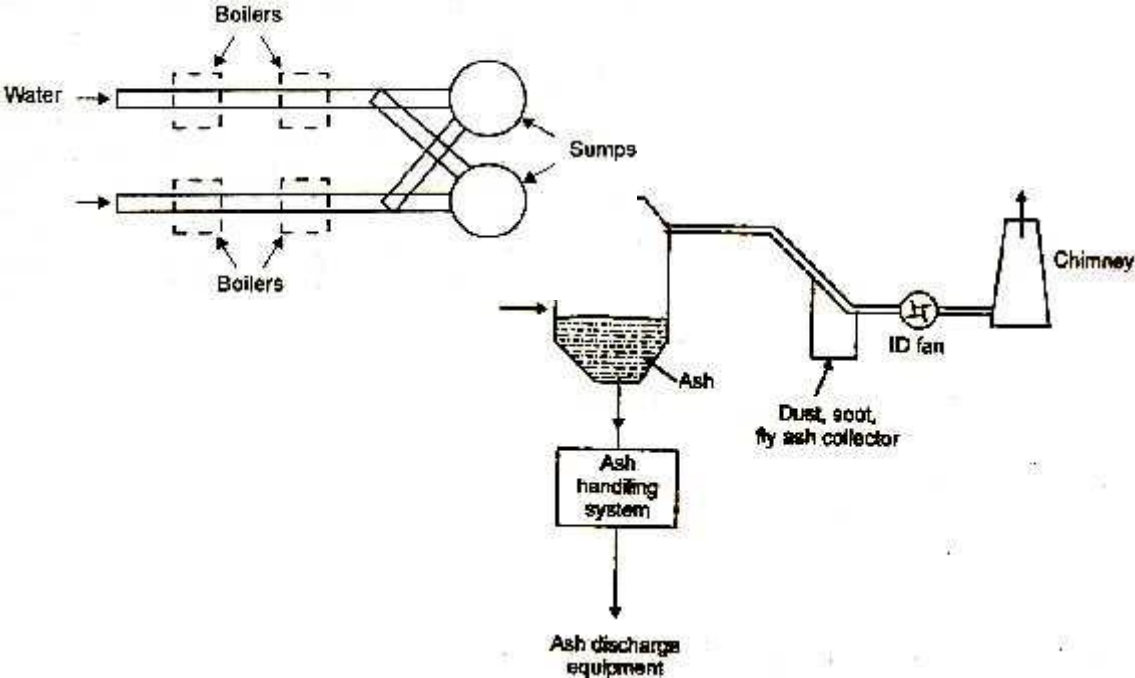 Boilers
Water
Sumps
Boilers
Chimney
ID fan
Ash
Dust, soot,
fly ash collector
Ash
handling
system
Ash discharge
equipment